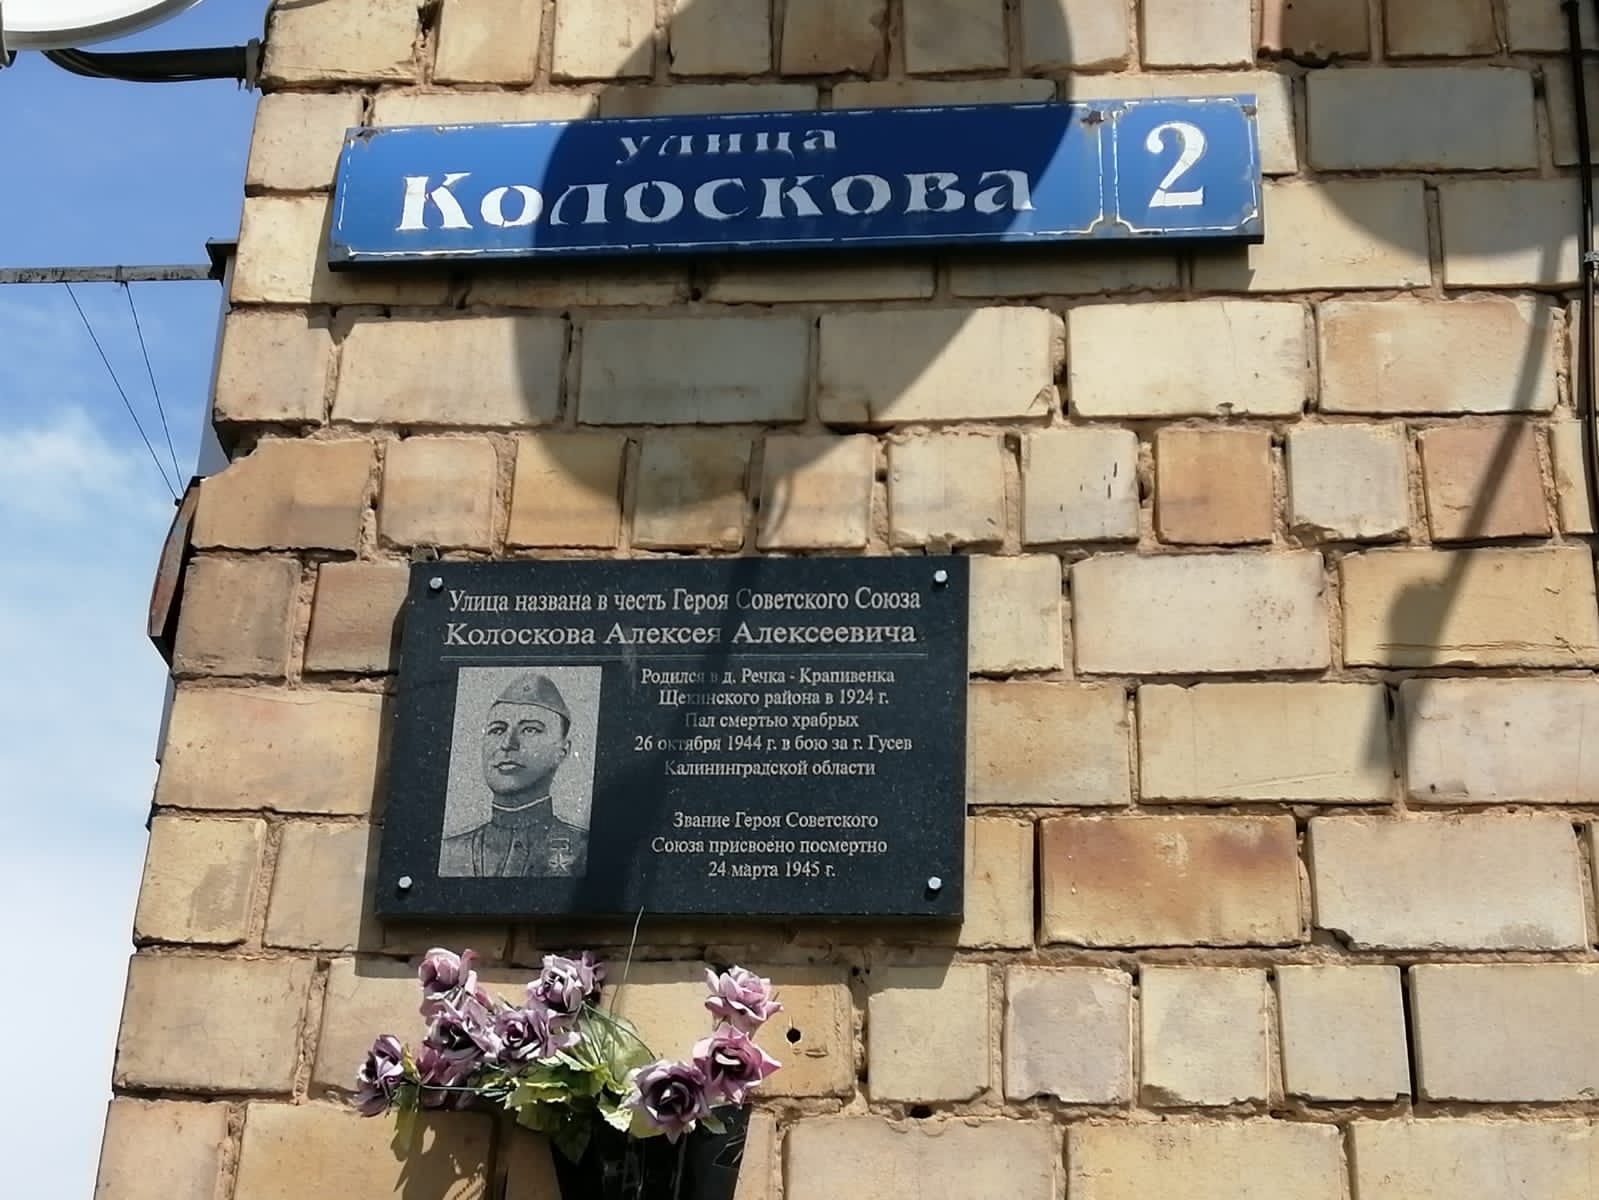 улица
Колоскова
2
Улица названа в честь Героя Советского Союза
Колоскова Алексея Алексеевича
Родился в д. Речка - Крапивенка
Щекинского района в 1924 г.
Пал смертью храбрых
26 октября 1944 г. в бою за г. Гусев
Калининградской области
Звание Героя Советского
Союза присвоено посмертно
24 марта 1945 г.